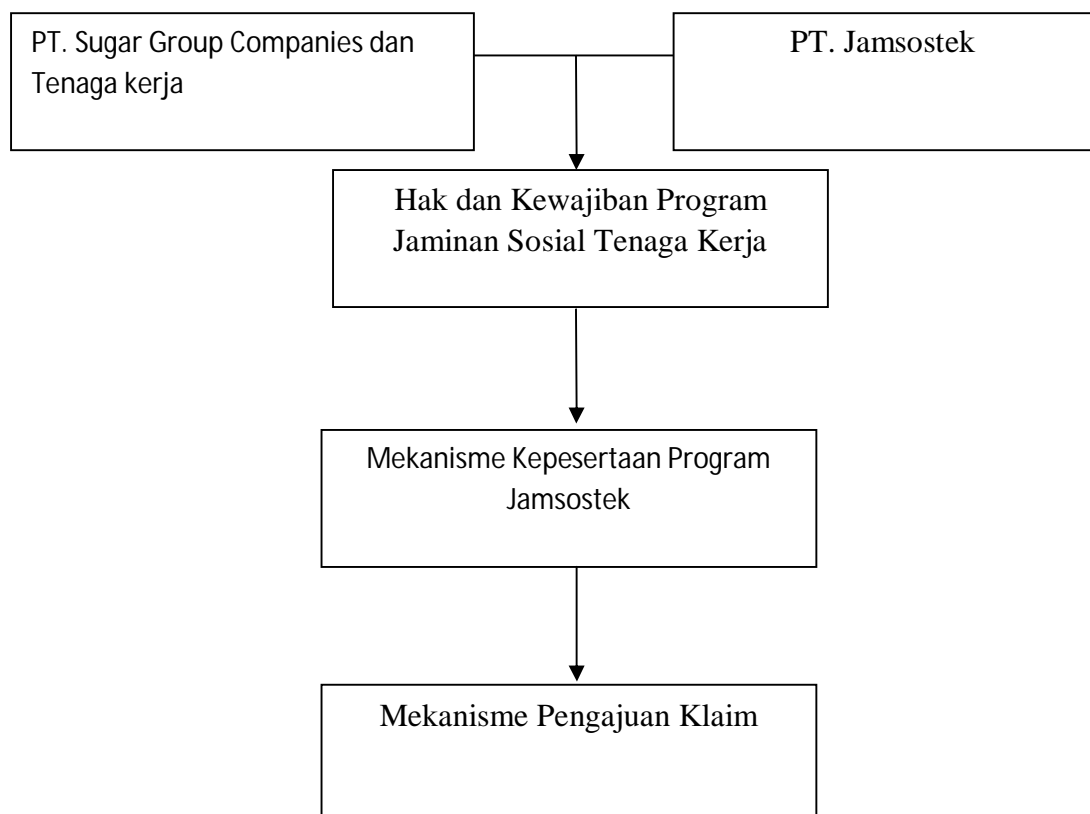 PT. Sugar Group Companies dan
Tenaga kerja
PT. Jamsostek
Hak dan Kewajiban Program
Jaminan Sosial Tenaga Kerja
Mekanisme Kepesertaan Program
Jamsostek
Mekanisme Pengajuan Klaim